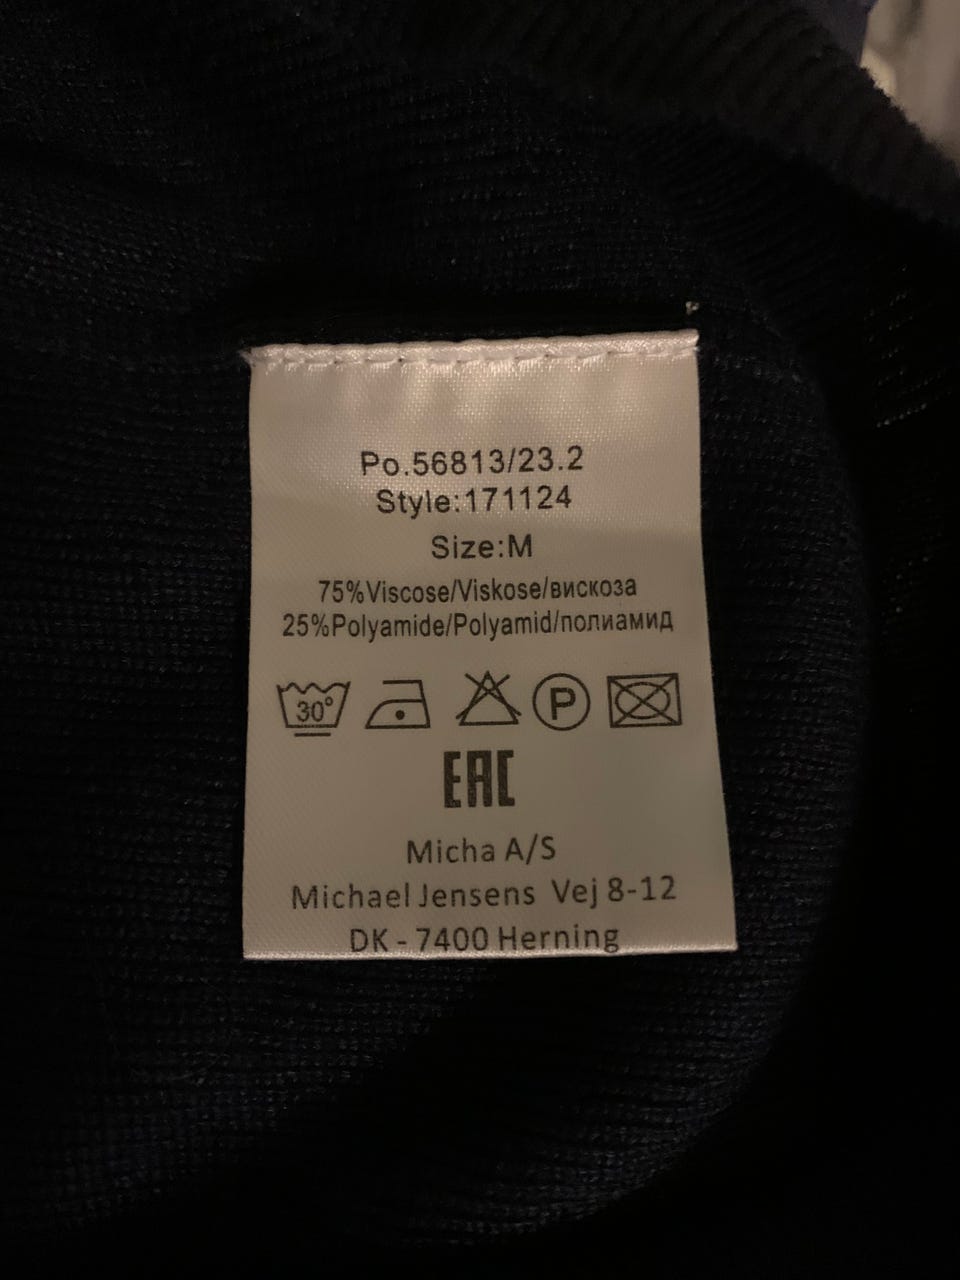 Po.56813/23.2
Style:171124
Size:M
75%Viscose/Viskose/вискоза
25%Polyamide/Polyamid/полиамид
30° P
EAC
Micha A/S
Michael Jensens Vej 8-12
DK - 7400 Herning